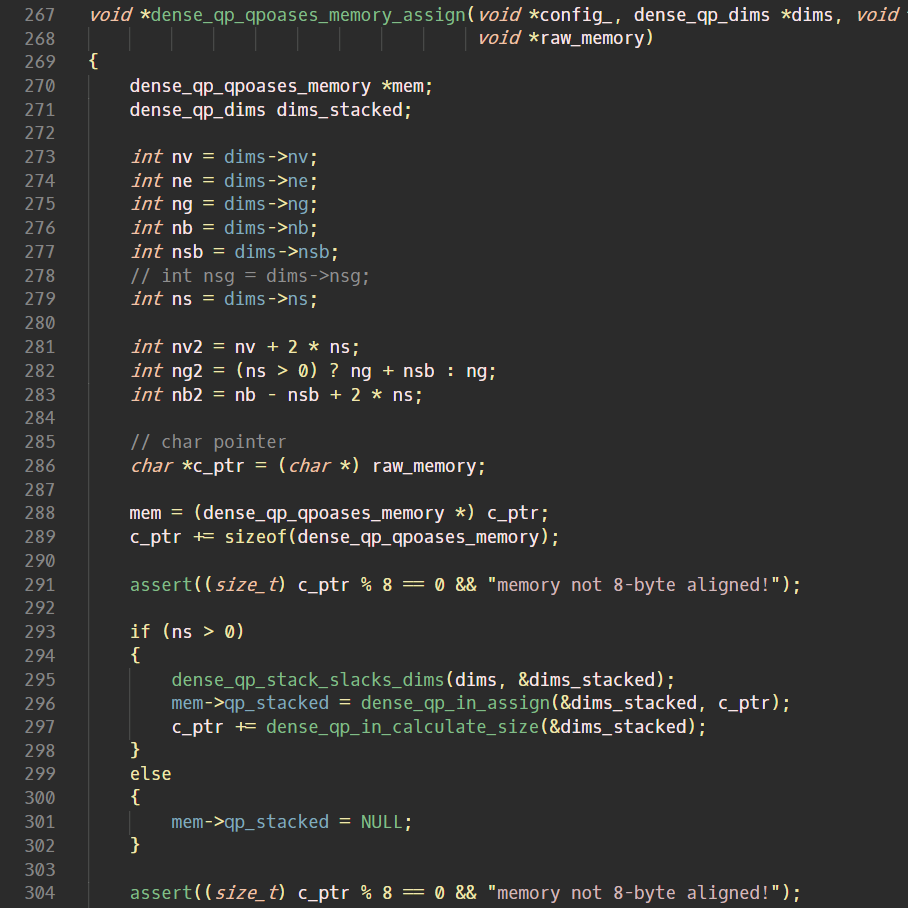 267 void *dense_qp_qpoases_memory_assign(void *config_, dense_qp_dims *dims, void
268 void *raw_memory)
269 {
270 dense_qp_qpoases_memory *mem;
271 dense_qp_dims dims_stacked;
272
273 int nv = dims->nv;
274 int ne = dims->ne;
275 int ng = dims->ng;
276 int nb = dims->nb;
277 int nsb = dims->nsb;
278 // int nsg = dims->nsg;
279 int ns = dims->ns;
280
281 int nv2 = nv + 2 * ns;
282 int ng2 = (ns > 0) ? ng + nsb : ng;
283 int nb2 = nb - nsb + 2 * ns;
284
285 // char pointer
286 char *c_ptr = (char *) raw_memory;
287
288 mem = (dense_qp_qpoases_memory *) c_ptr;
289 c_ptr += sizeof(dense_qp_qpoases_memory);
290
291 assert((size_t) c_ptr % 8 == 0 && "memory not 8-byte aligned!");
292
293 if (ns > 0)
294 {
295 dense_qp_stack_slacks_dims(dims, &dims_stacked);
296 mem->qp_stacked = dense_qp_in_assign(&dims_stacked, c_ptr);
297 c_ptr += dense_qp_in_calculate_size(&dims_stacked);
298 }
299 else
300 {
301 mem->qp_stacked = NULL;
302 }
303
304 assert((size_t) c_ptr % 8 == 0 && "memory not 8-byte aligned!");